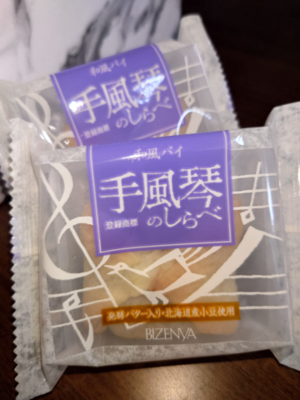 和風パイ
手風琴
のしらべ
登録商標
和風パイ
手風琴
登録商標
のしらべ
発酵バター入り・北海道産小豆使用
BIZENYA